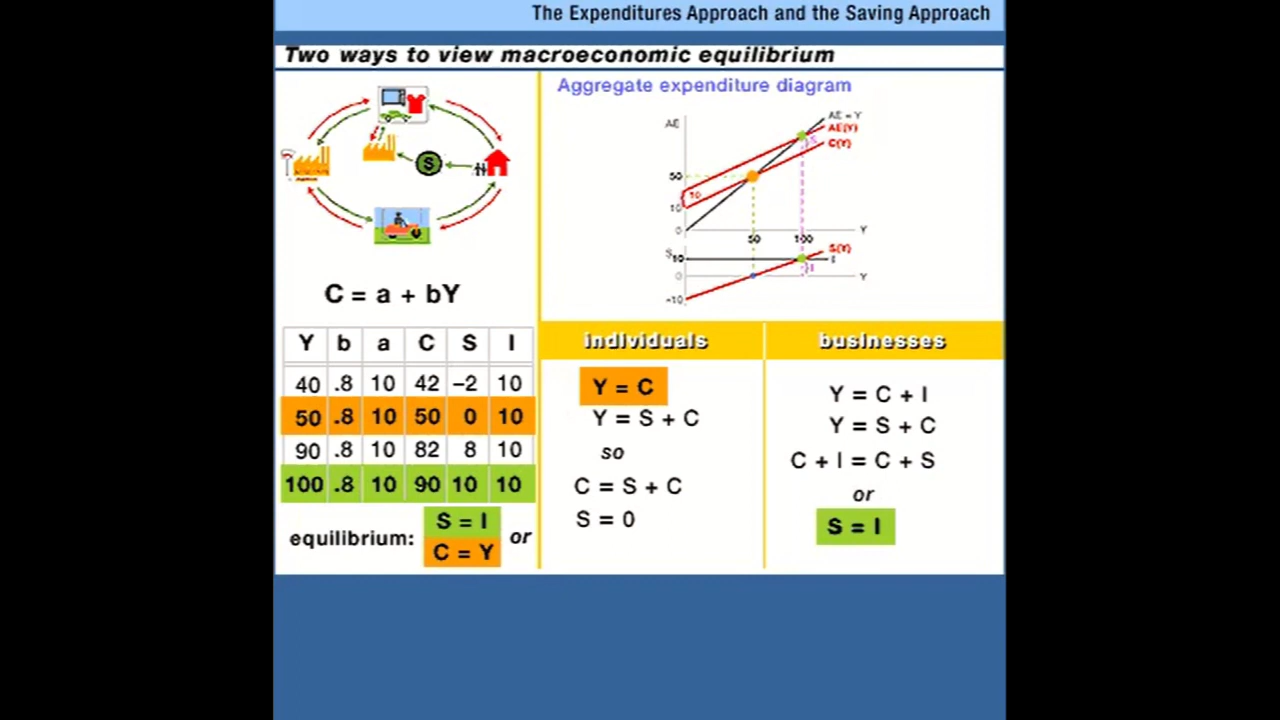 The Expenditures Approach and the Saving Approach
Two ways to view macroeconomic equilibrium
S
C = a + bY
Y b a C S I
40 .8 10 42 –2 10
50 .8 10 50 0 10
90 .8 10 82 8 10
100 .8 10 90 10 10
equilibrium: S = I or
C = Y
Aggregate expenditure diagram
AE
AE = Y
AE(Y)
C(Y)
50
10
10
0
Y
50 100
S
S(Y)
10
I
0
Y
–10
individuals
Y = C
Y = S + C
so
C = S + C
S = 0
businesses
Y = C + I
Y = S + C
C + I = C + S
or
S = I